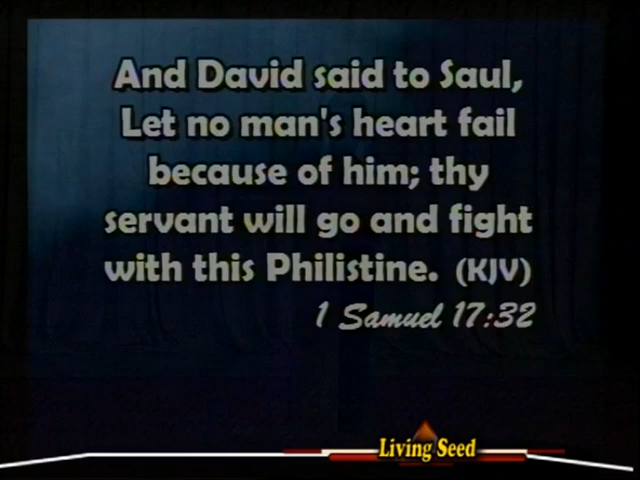 And David said to Saul,
Let no man's heart fail
because of him; thy
servant will go and fight
with this Philistine. (KJV)
1 Samuel 17:32
Living Seed